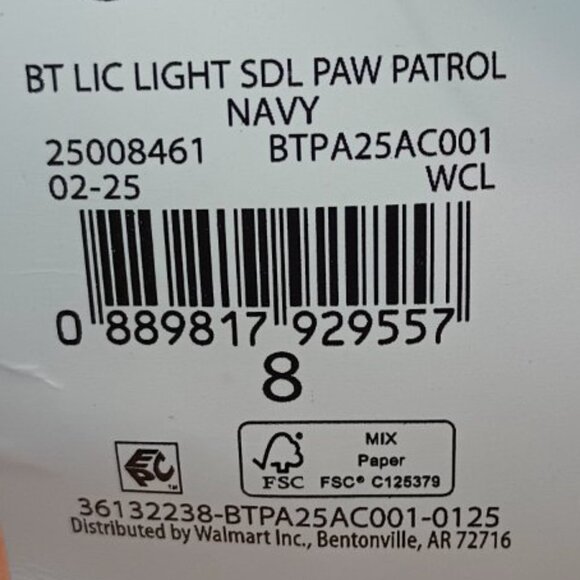 BT LIC LIGHT SDL PAW PATROL
NAVY
25008461 BTPA25AC001
02-25 WCL
0 889817 929557
8
EPC
MIX
Paper
FSC FSC® C125379
36132238-BTPA25AC001-0125
Distributed by Walmart Inc., Bentonville, AR 72716